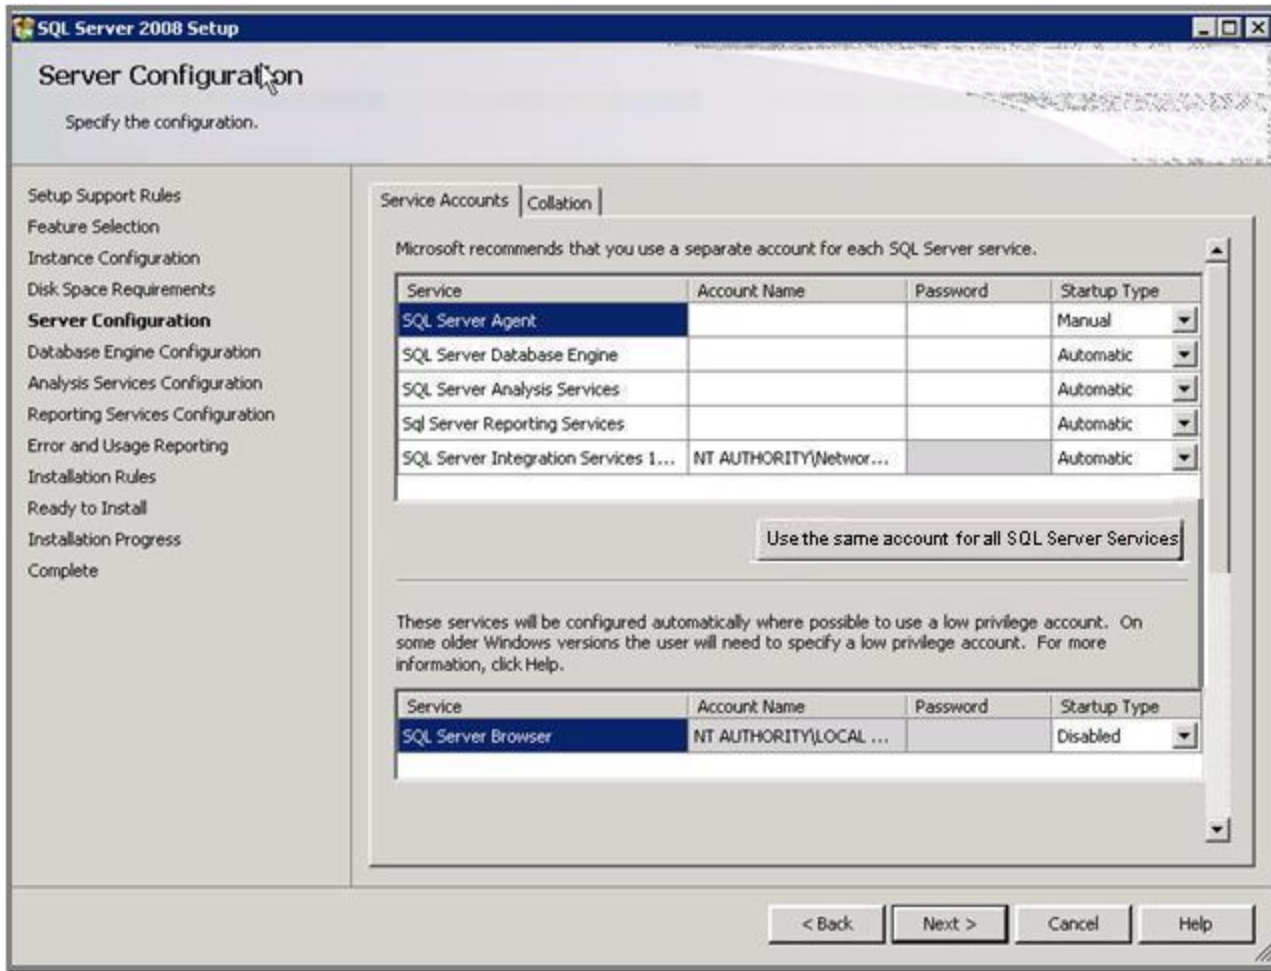 SQL Server 2008 Setup
Server Configuration
Specify the configuration.
Setup Support Rules
Feature Selection
Instance Configuration
Disk Space Requirements
Server Configuration
Database Engine Configuration
Analysis Services Configuration
Reporting Services Configuration
Error and Usage Reporting
Installation Rules
Ready to Install
Installation Progress
Complete
Service Accounts Collation
Microsoft recommends that you use a separate account for each SQL Server service.
Service Account Name Password Startup Type
SQL Server Agent Manual
SQL Server Database Engine Automatic
SQL Server Analysis Services Automatic
Sql Server Reporting Services Automatic
SQL Server Integration Services 1... NT AUTHORITY\Networ... Automatic
Use the same account for all SQL Server Services
These services will be configured automatically where possible to use a low privilege account. On
some older Windows versions the user will need to specify a low privilege account. For more
information, click Help.
Service Account Name Password Startup Type
SQL Server Browser NT AUTHORITY\LOCAL ... Disabled
< Back Next > Cancel Help